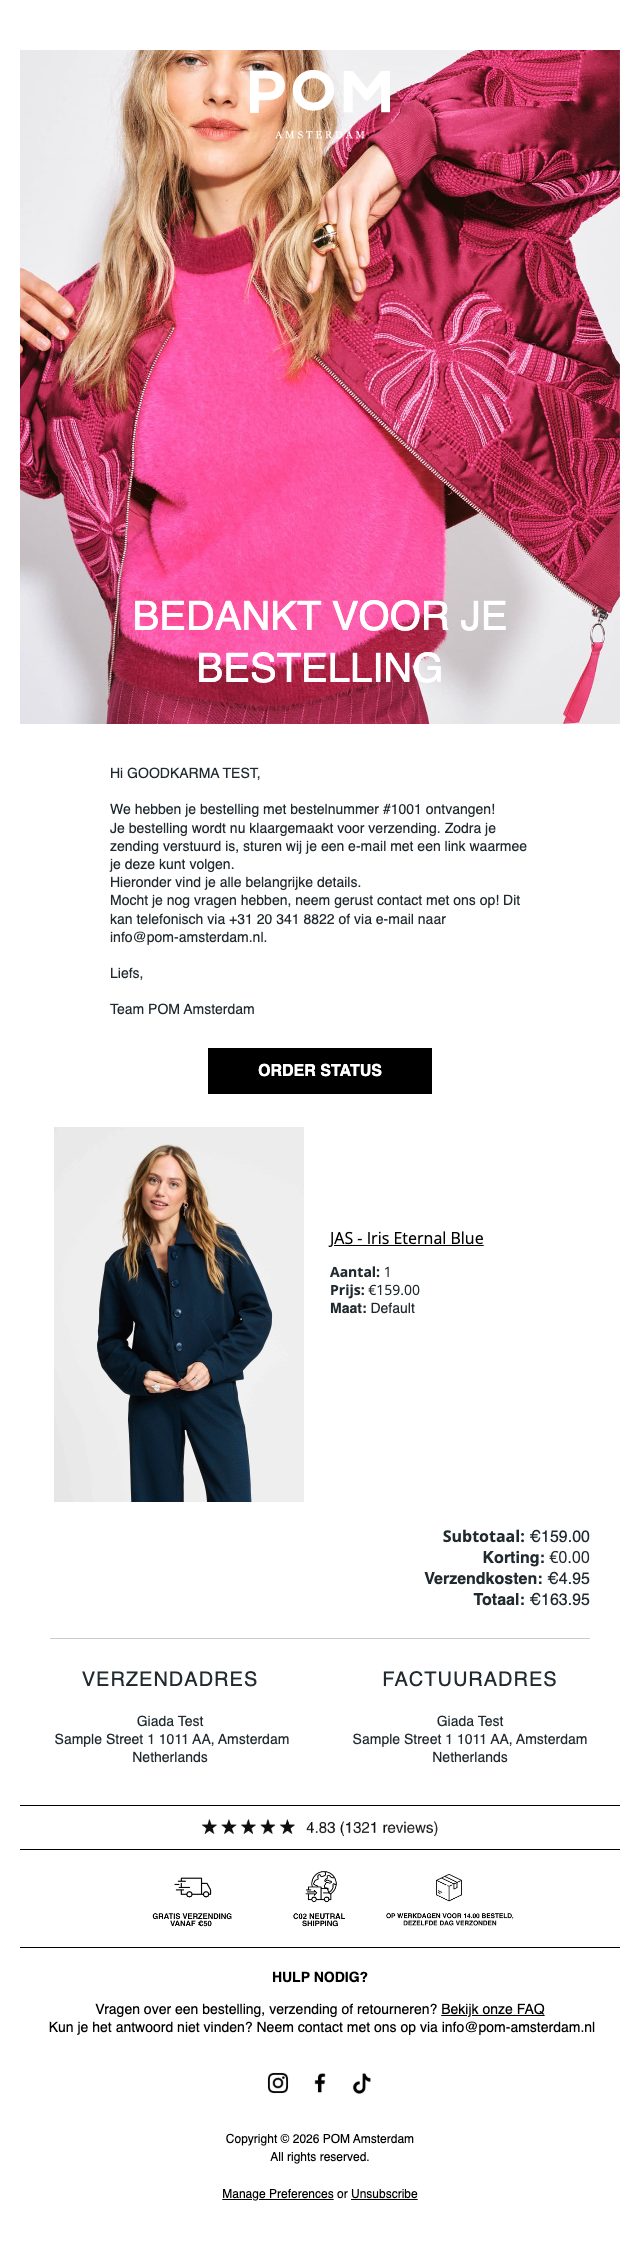 POM
AMSTERDAM
BEDANKT VOOR JE
BESTELLING
Hi GOODKARMA TEST,
We hebben je bestelling met bestelnummer #1001 ontvangen!
Je bestelling wordt nu klaargemaakt voor verzending. Zodra je
zending verstuurd is, sturen wij je een e-mail met een link waarmee
je deze kunt volgen.
Hieronder vind je alle belangrijke details.
Mocht je nog vragen hebben, neem gerust contact met ons op! Dit
kan telefonisch via +31 20 341 8822 of via e-mail naar
info@pom-amsterdam.nl.
Liefs,
Team POM Amsterdam
ORDER STATUS
JAS - Iris Eternal Blue
Aantal: 1
Prijs: €159.00
Maat: Default
Subtotaal: €159.00
Korting: €0.00
Verzendkosten: €4.95
Totaal: €163.95
VERZENDADRES
Giada Test
Sample Street 1 1011 AA, Amsterdam
Netherlands
FACTUURADRES
Giada Test
Sample Street 1 1011 AA, Amsterdam
Netherlands
★★★★★ 4.83 (1321 reviews)
GRATIS VERZENDING
VANAF €50
C02 NEUTRAL
SHIPPING
OP WERKDAGEN VOOR 14.00 BESTELD,
DEZELFDE DAG VERZONDEN
HULP NODIG?
Vragen over een bestelling, verzending of retourneren? Bekijk onze FAQ
Kun je het antwoord niet vinden? Neem contact met ons op via info@pom-amsterdam.nl
Copyright © 2026 POM Amsterdam
All rights reserved.
Manage Preferences or Unsubscribe